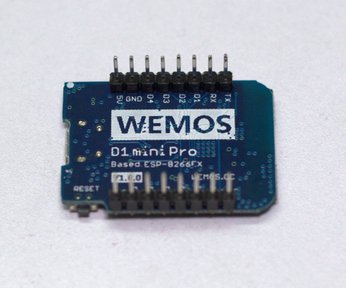 5V GND D4 D3 D2 D1 RX TX
WEMOS
D1 mini Pro
Based ESP-8266EX
V1.0.0 WEMOS.CC
RESET